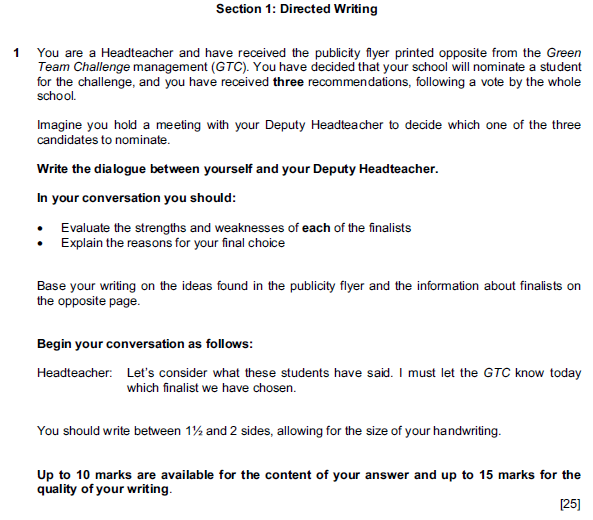 Section 1: Directed Writing
1 You are a Headteacher and have received the publicity flyer printed opposite from the Green
Team Challenge management (GTC). You have decided that your school will nominate a student
for the challenge, and you have received three recommendations, following a vote by the whole
school.
Imagine you hold a meeting with your Deputy Headteacher to decide which one of the three
candidates to nominate.
Write the dialogue between yourself and your Deputy Headteacher.
In your conversation you should:
• Evaluate the strengths and weaknesses of each of the finalists
• Explain the reasons for your final choice
Base your writing on the ideas found in the publicity flyer and the information about finalists on
the opposite page.
Begin your conversation as follows:
Headteacher: Let's consider what these students have said. I must let the GTC know today
which finalist we have chosen.
You should write between 1½ and 2 sides, allowing for the size of your handwriting.
Up to 10 marks are available for the content of your answer and up to 15 marks for the
quality of your writing.
[25]